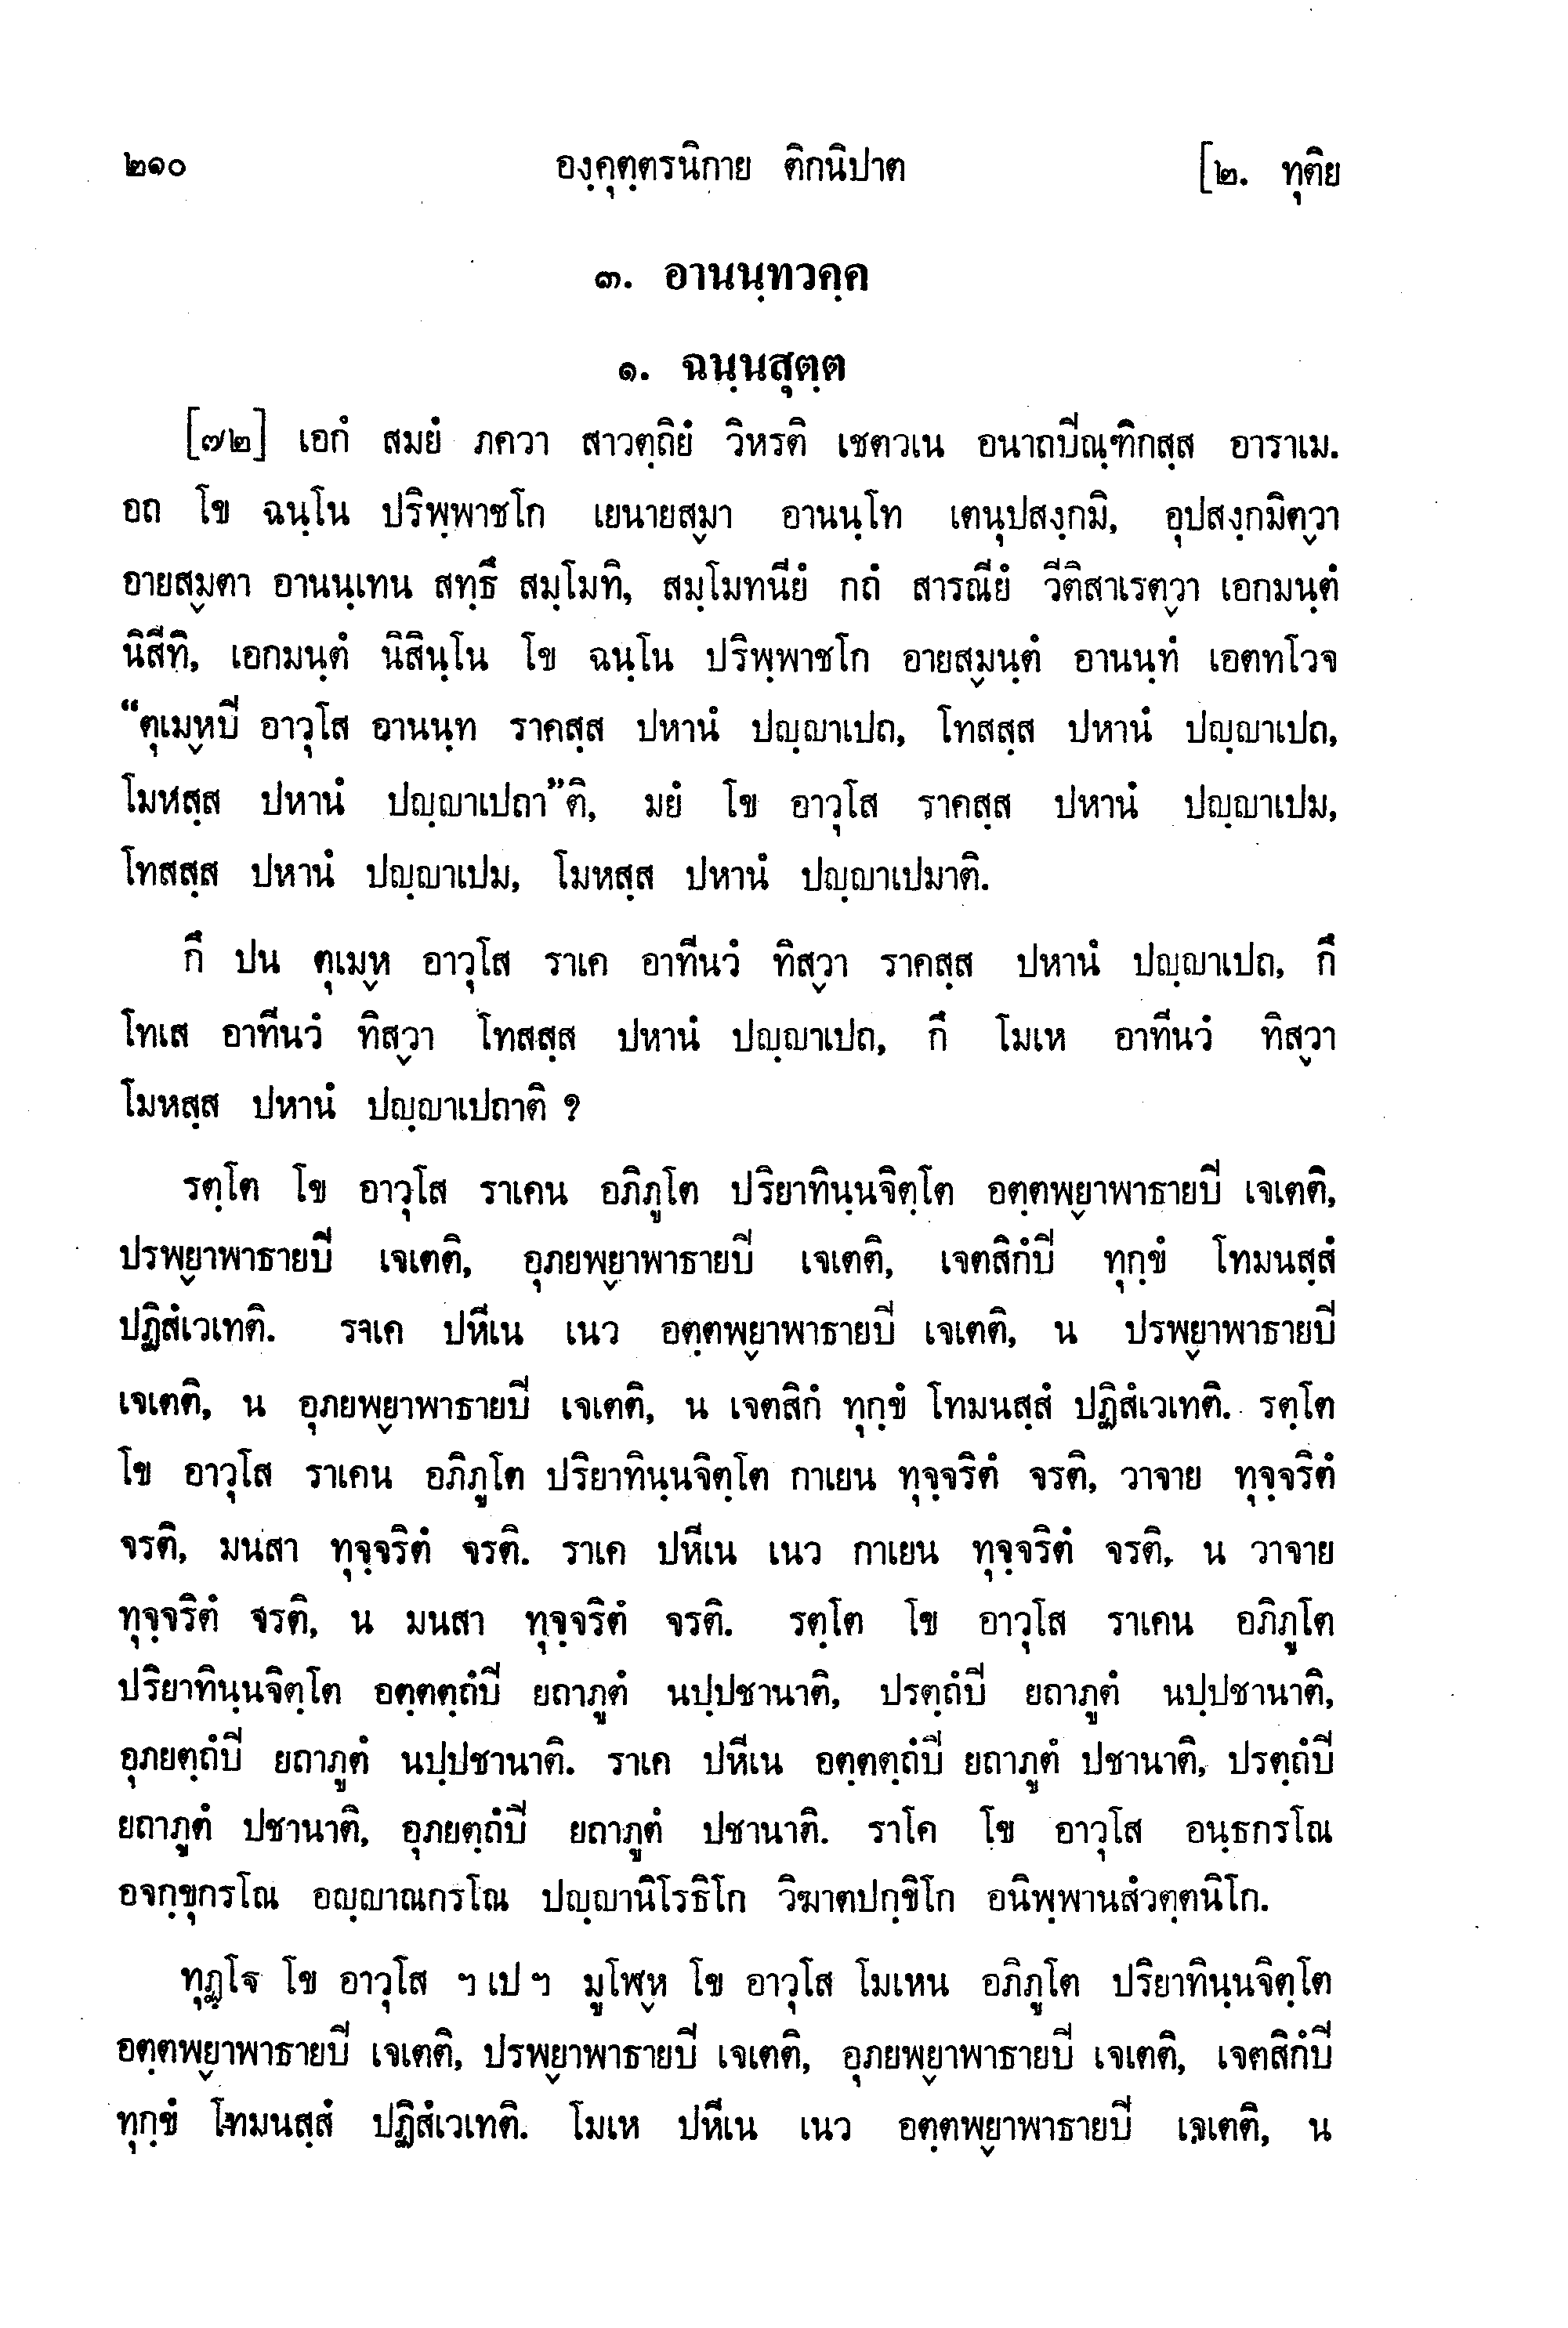 ๒๑๐ องฺคุตฺตรนิกาย ติกนิปาต [๒. ทุติย
๓. อานนฺทวคฺค
๑. ฉนฺนสุตฺต
[๗๒] เอกํ สมยํ ภควา สาวตฺถิยํ วิหรติ เชตวเน อนาถปีณฺฑิกสฺส อาราเม.
อถ โข ฉนฺโน ปริพฺพาชโก เยนายสฺมา อานนฺโท เตนุปสงฺกมิ, อุปสงฺกมิตฺวา
อายสฺมตา อานนฺเทน สทฺธึ สมฺโมทิ, สมฺโมทนียํ กถํ สารณียํ วีติสาเรตฺวา เอกมนฺตํ
นิสีทิ, เอกมนฺตํ นิสินฺโน โข ฉนฺโน ปริพฺพาชโก อายสฺมนฺตํ อานนฺทํ เอตทโวจ
“ตุเมฺหปี อาวุโส อานนฺท ราคสฺส ปหานํ ปญฺญาเปถ, โทสสฺส ปหานํ ปญฺญาเปถ,
โมหสฺส ปหานํ ปญฺญาเปถา”ติ, มยํ โข อาวุโส ราคสฺส ปหานํ ปญฺญาเปม,
โทสสฺส ปหานํ ปญฺญาเปม, โมหสฺส ปหานํ ปญฺญาเปมาติ.
กึ ปน ตุเมฺห อาวุโส ราเค อาทีนวํ ทิสฺวา ราคสฺส ปหานํ ปญฺญาเปถ, กึ
โทเส อาทีนวํ ทิสฺวา โทสสฺส ปหานํ ปญฺญาเปถ, กึ โมเห อาทีนวํ ทิสฺวา
โมหสฺส ปหานํ ปญฺญาเปถาติ ?
รตฺโต โข อาวุโส ราเคน อภิภูโต ปริยาทินฺนจิตฺโต อตฺตพฺยาพาธายปี เจเตติ,
ปรพฺยาพาธายปี เจเตติ, อุภยพฺยาพาธายปี เจเตติ, เจตสิกํปี ทุกฺขํ โทมนสฺสํ
ปฏิสํเวเทติ. ราเค ปหีเน เนว อตฺตพฺยาพาธายปี เจเตติ, น ปรพฺยาพาธายปี
เจเตติ, น อุภยพฺยาพาธายปี เจเตติ, น เจตสิกํ ทุกฺขํ โทมนสฺสํ ปฏิสํเวเทติ. รตฺโต
โข อาวุโส ราเคน อภิภูโต ปริยาทินฺนจิตฺโต กาเยน ทุจฺจริตํ จรติ, วาจาย ทุจฺจริตํ
จรติ, มนสา ทุจฺจริตํ จรติ. ราเค ปหีเน เนว กาเยน ทุจฺจริตํ จรติ, น วาจาย
ทุจฺจริตํ จรติ, น มนสา ทุจฺจริตํ จรติ. รตฺโต โข อาวุโส ราเคน อภิภูโต
ปริยาทินฺนจิตฺโต อตฺตตฺถํปี ยถาภูตํ นปฺปชานาติ, ปรตฺถํปี ยถาภูตํ นปฺปชานาติ,
อุภยตฺถํปี ยถาภูตํ นปฺปชานาติ. ราเค ปหีเน อตฺตตฺถํปี ยถาภูตํ ปชานาติ, ปรตฺถํปี
ยถาภูตํ ปชานาติ, อุภยตฺถํปี ยถาภูตํ ปชานาติ. ราโค โข อาวุโส อนฺธกรโณ
อจกฺขุกรโณ อญฺญาณกรโณ ปญฺญานิโรธิโก วิฆาตปกฺขิโก อนิพฺพานสํวตฺตนิโก.
ทุฏฺโฐ โข อาวุโส ฯ เป ฯ มูโฬฺห โข อาวุโส โมเหน อภิภูโต ปริยาทินฺนจิตฺโต
อตฺตพฺยาพาธายปี เจเตติ, ปรพฺยาพาธายปี เจเตติ, อุภยพฺยาพาธายปี เจเตติ, เจตสิกํปี
ทุกฺขํ โทมนสฺสํ ปฏิสํเวเทติ. โมเห ปหีเน เนว อตฺตพฺยาพาธายปี เจเตติ, น